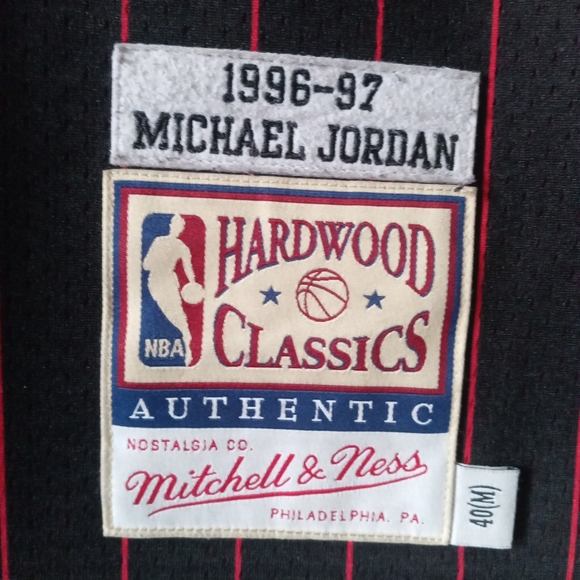 1996-97
MICHAEL JORDAN
HARDWOOD
CLASSICS
NBA
AUTHENTIC
NOSTALGIA CO.
Mitchell & Ness
PHILADELPHIA, PA.
40(M)